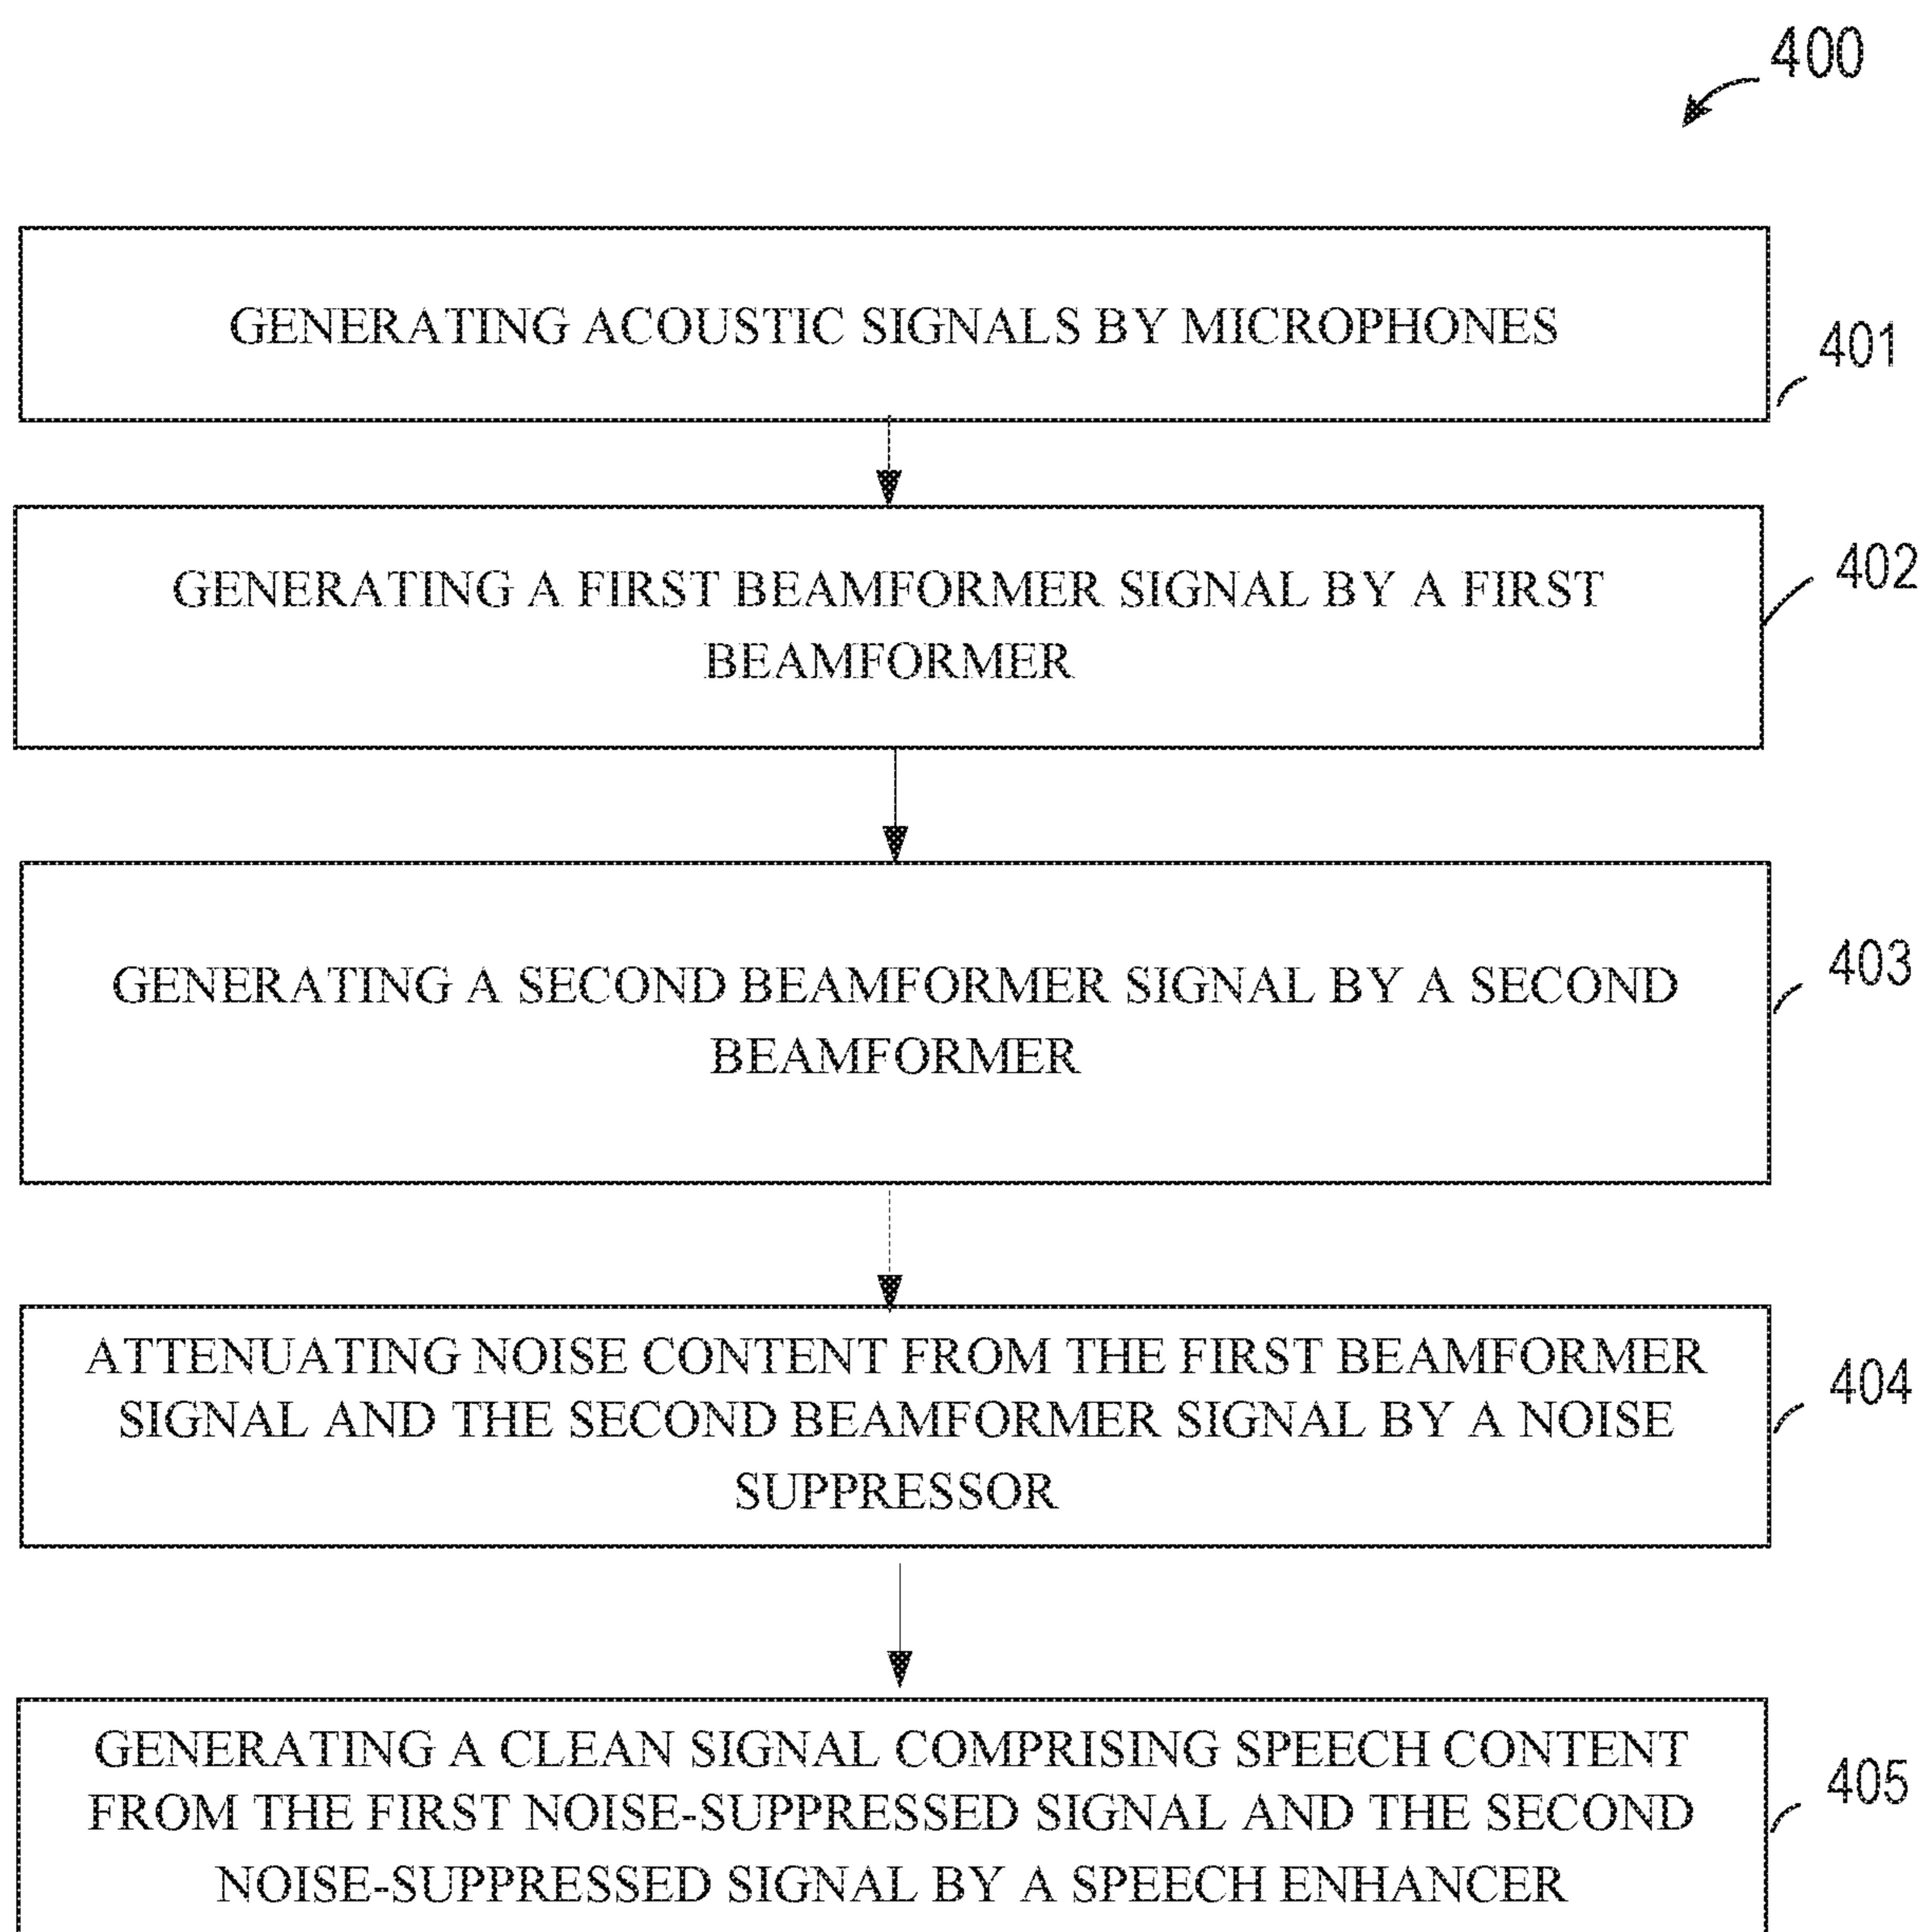 400
GENERATING ACOUSTIC SIGNALS BY MICROPHONES
401
GENERATING A FIRST BEAMFORMER SIGNAL BY A FIRST
BEAMFORMER
402
GENERATING A SECOND BEAMFORMER SIGNAL BY A SECOND
BEAMFORMER
403
ATTENUATING NOISE CONTENT FROM THE FIRST BEAMFORMER
SIGNAL AND THE SECOND BEAMFORMER SIGNAL BY A NOISE
SUPPRESSOR
404
GENERATING A CLEAN SIGNAL COMPRISING SPEECH CONTENT
FROM THE FIRST NOISE-SUPPRESSED SIGNAL AND THE SECOND
NOISE-SUPPRESSED SIGNAL BY A SPEECH ENHANCER
405